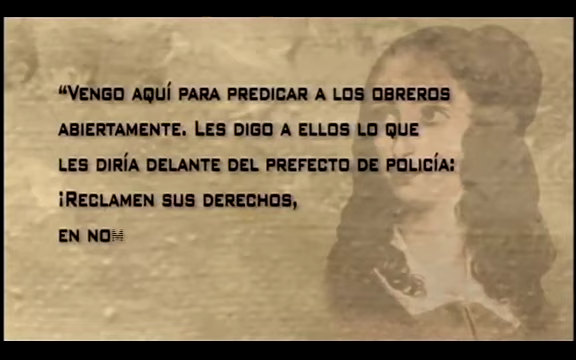 “VENGO AQUÍ PARA PREDICAR A LOS OBREROS
ABIERTAMENTE. LES DIGO A ELLOS LO QUE
LES DIRÍA DELANTE DEL PREFECTO DE POLICÍA:
¡RECLAMEN SUS DERECHOS,
EN NOM